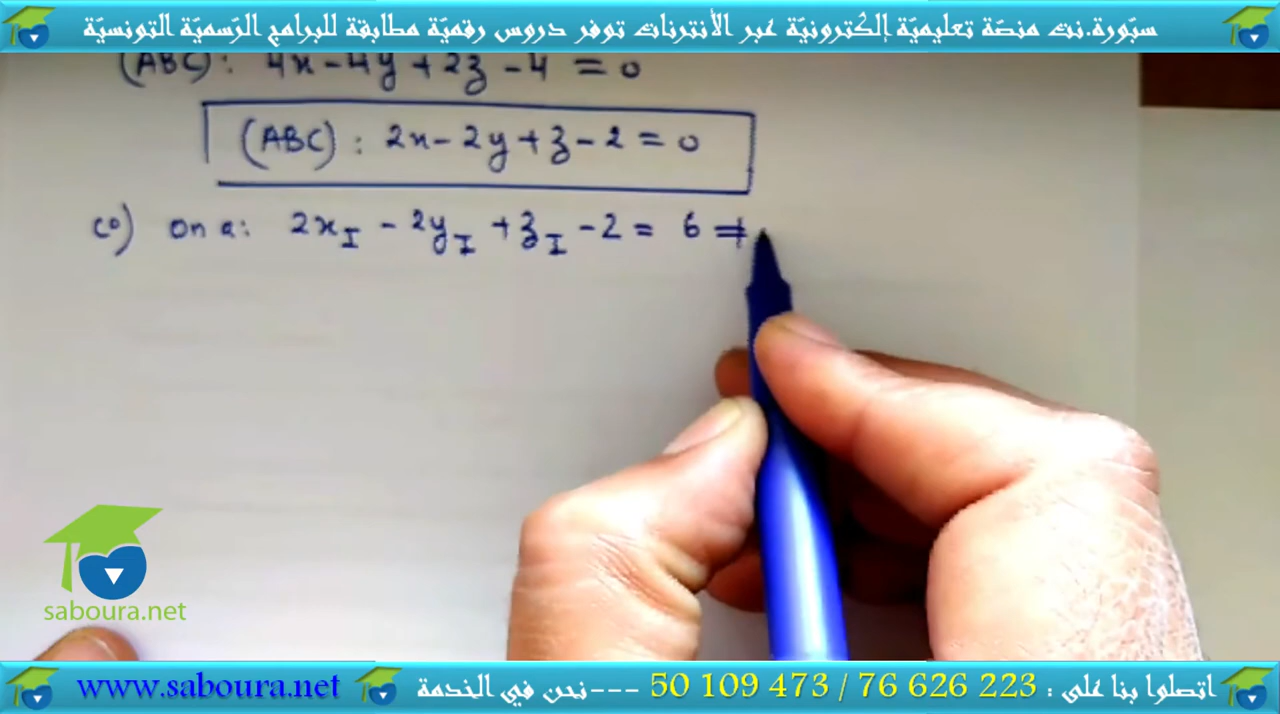 سبّورة.نت منصّة تعليميّة إلكترونيّة عبر الأنترنات توفر دروس رقميّة مطابقة للبرامج الرّسميّة التونسيّة
(ABC): 4x - 4y + 2z - 4 = 0
(ABC): 2x - 2y + z - 2 = 0
c) On a: 2x_I - 2y_I + z_I - 2 = 6 ≠
saboura.net
www.saboura.net اتصلوا بنا على : 50 109 473 / 76 626 223 ---نحن في الخدمة